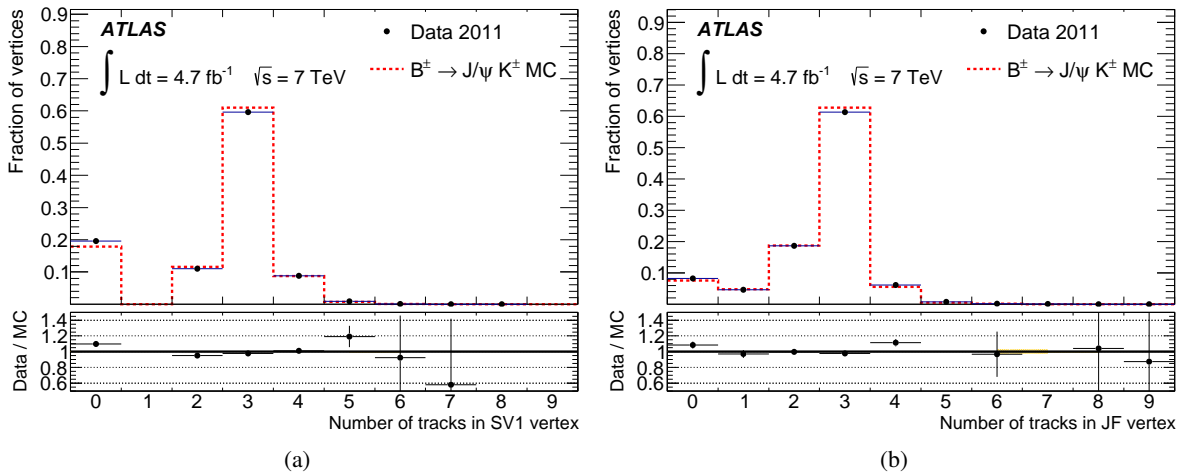 Fraction of vertices
0.9
0.8
0.7
0.6
0.5
0.4
0.3
0.2
0.1
ATLAS
∫ L dt = 4.7 fb⁻¹ √s = 7 TeV
Data 2011
B± → J/ψ K± MC
Data / MC
1.4
1.2
1
0.8
0.6
0 1 2 3 4 5 6 7 8 9
Number of tracks in SV1 vertex
(a)
Fraction of vertices
0.9
0.8
0.7
0.6
0.5
0.4
0.3
0.2
0.1
ATLAS
∫ L dt = 4.7 fb⁻¹ √s = 7 TeV
Data 2011
B± → J/ψ K± MC
Data / MC
1.4
1.2
1
0.8
0.6
0 1 2 3 4 5 6 7 8 9
Number of tracks in JF vertex
(b)